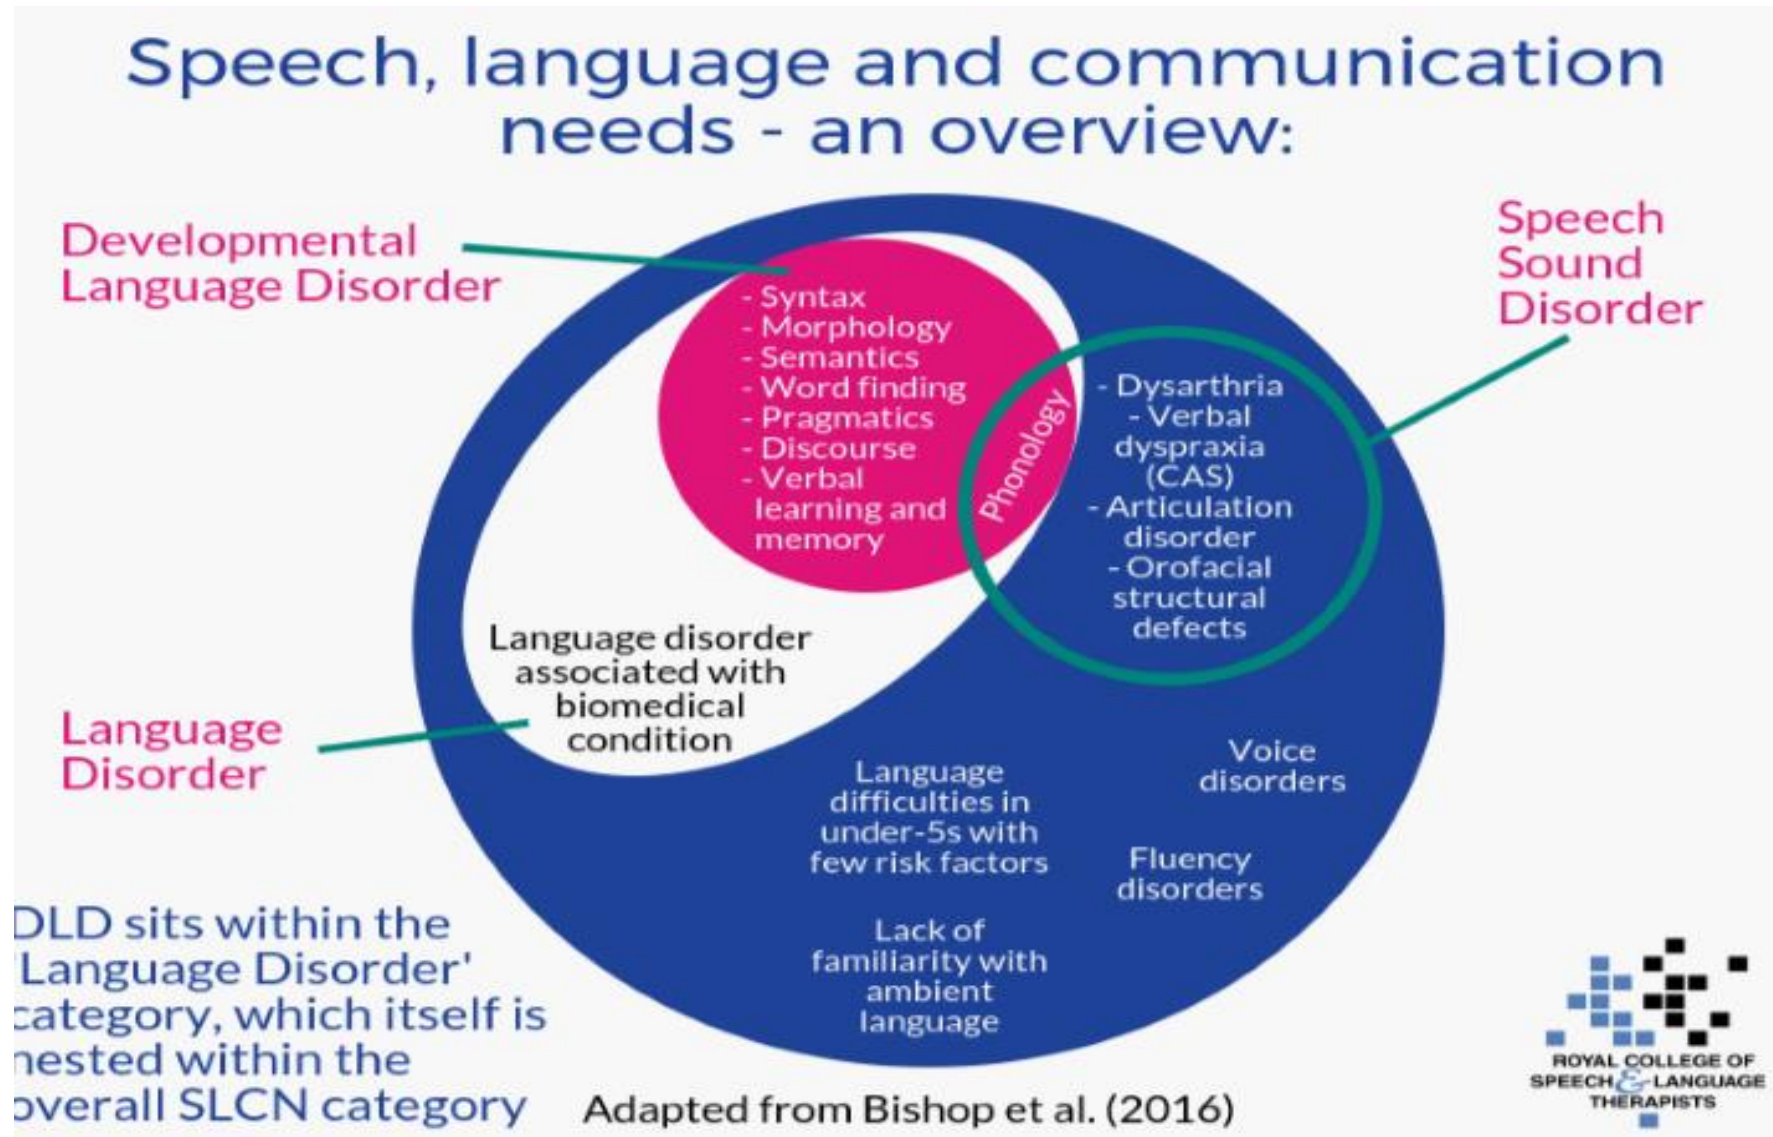 Speech, language and communication
needs - an overview:
Developmental
Language Disorder
Speech
Sound
Disorder
- Syntax
- Morphology
- Semantics
- Word finding
- Pragmatics
- Discourse
- Verbal
learning and
memory
Phonology
- Dysarthria
- Verbal
dyspraxia
(CAS)
- Articulation
disorder
- Orofacial
structural
defects
Language disorder
associated with
biomedical
condition
Language
Disorder
Language
difficulties in
under-5s with
few risk factors
Voice
disorders
Fluency
disorders
Lack of
familiarity with
ambient
language
DLD sits within the
'Language Disorder'
category, which itself is
nested within the
overall SLCN category
Adapted from Bishop et al. (2016)
ROYAL COLLEGE OF
SPEECH & LANGUAGE
THERAPISTS